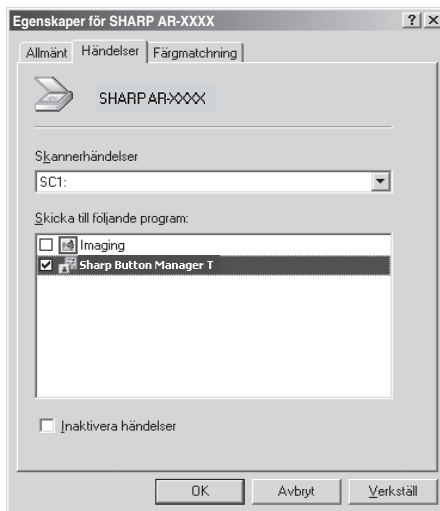 Egenskaper för SHARP AR-XXXX
Allmänt Händelser Färgmatchning
SHARP AR-XXXX
Skannerhändelser
SC1:
Skicka till följande program:
Imaging
Sharp Button Manager T
Inaktivera händelser
OK Avbryt Verkställ